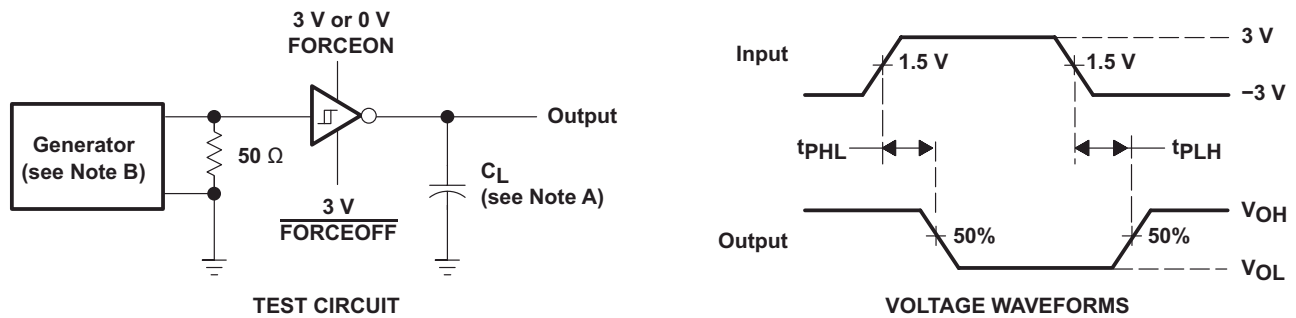 3 V or 0 V
FORCEON
Generator
(see Note B)
50 Ω
Output
CL
(see Note A)
3 V
FORCEOFF
TEST CIRCUIT
Input
1.5 V
1.5 V
3 V
−3 V
tPHL
tPLH
Output
50%
50%
VOH
VOL
VOLTAGE WAVEFORMS